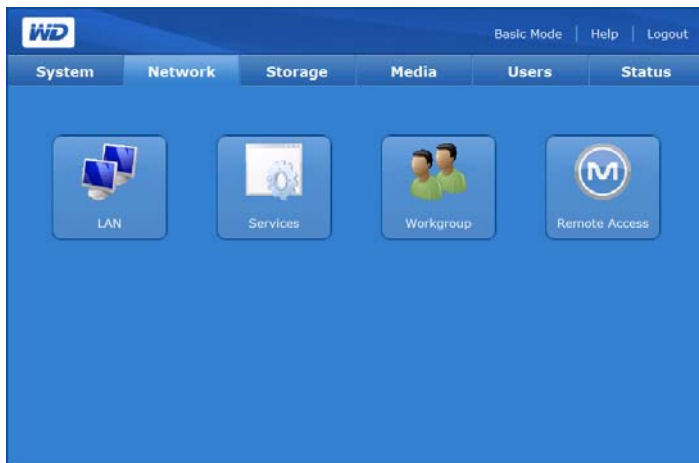 WD
Basic Mode | Help | Logout
System Network Storage Media Users Status
LAN Services Workgroup Remote Access